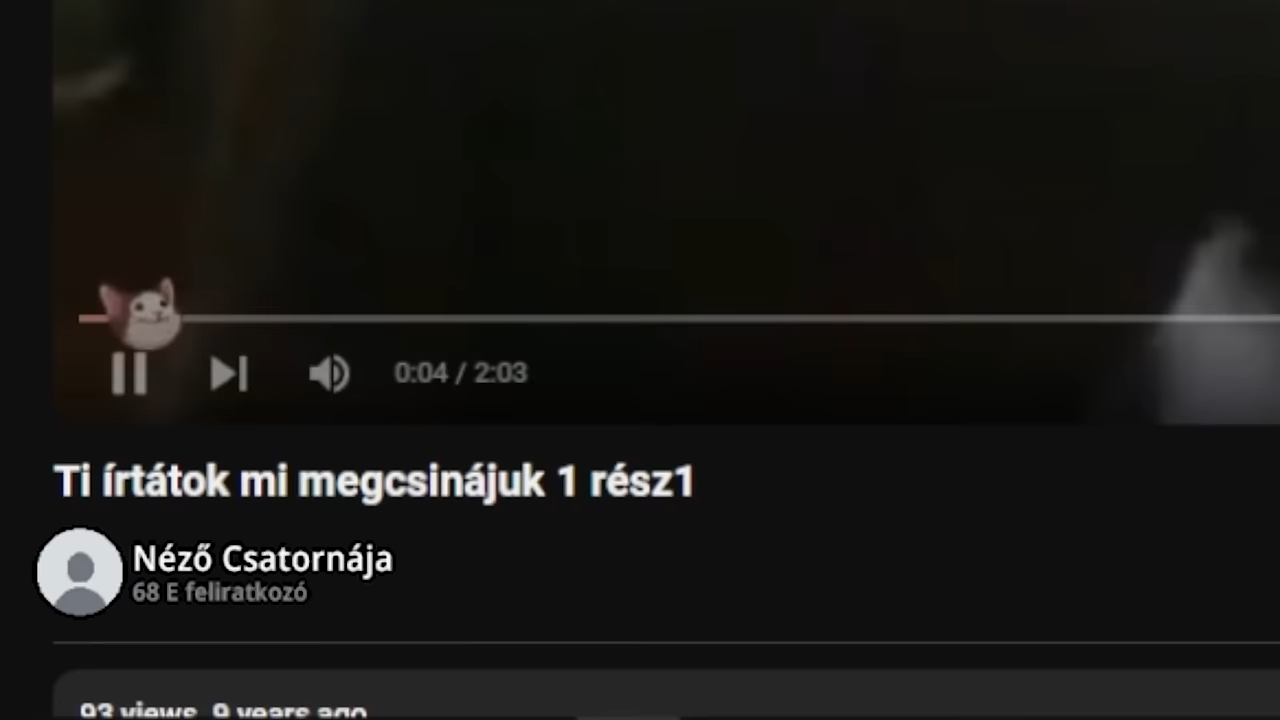 0:04 / 2:03
Ti írtátok mi megcsinájuk 1 rész1
Néző Csatornája
68 E feliratkozó
93 views 9 years ago